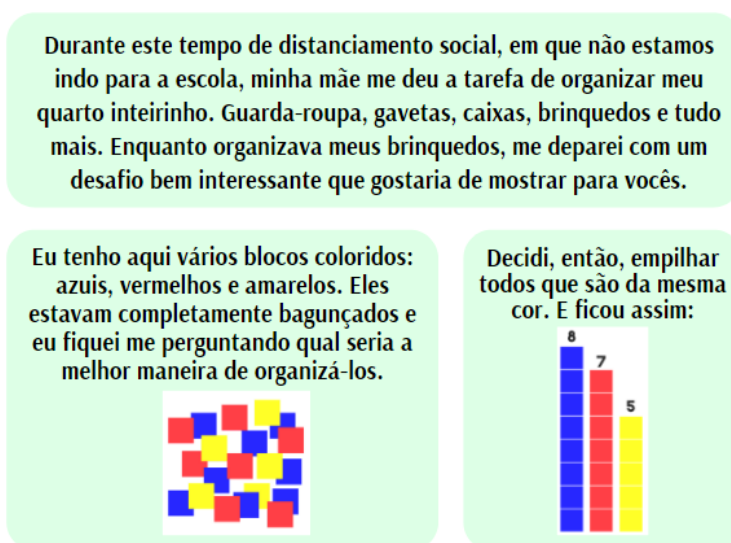 Durante este tempo de distanciamento social, em que não estamos
indo para a escola, minha mãe me deu a tarefa de organizar meu
quarto inteirinho. Guarda-roupa, gavetas, caixas, brinquedos e tudo
mais. Enquanto organizava meus brinquedos, me deparei com um
desafio bem interessante que gostaria de mostrar para vocês.
Eu tenho aqui vários blocos coloridos:
azuis, vermelhos e amarelos. Eles
estavam completamente bagunçados e
eu fiquei me perguntando qual seria a
melhor maneira de organizá-los.
Decidi, então, empilhar
todos que são da mesma
cor. E ficou assim:
8
7
5